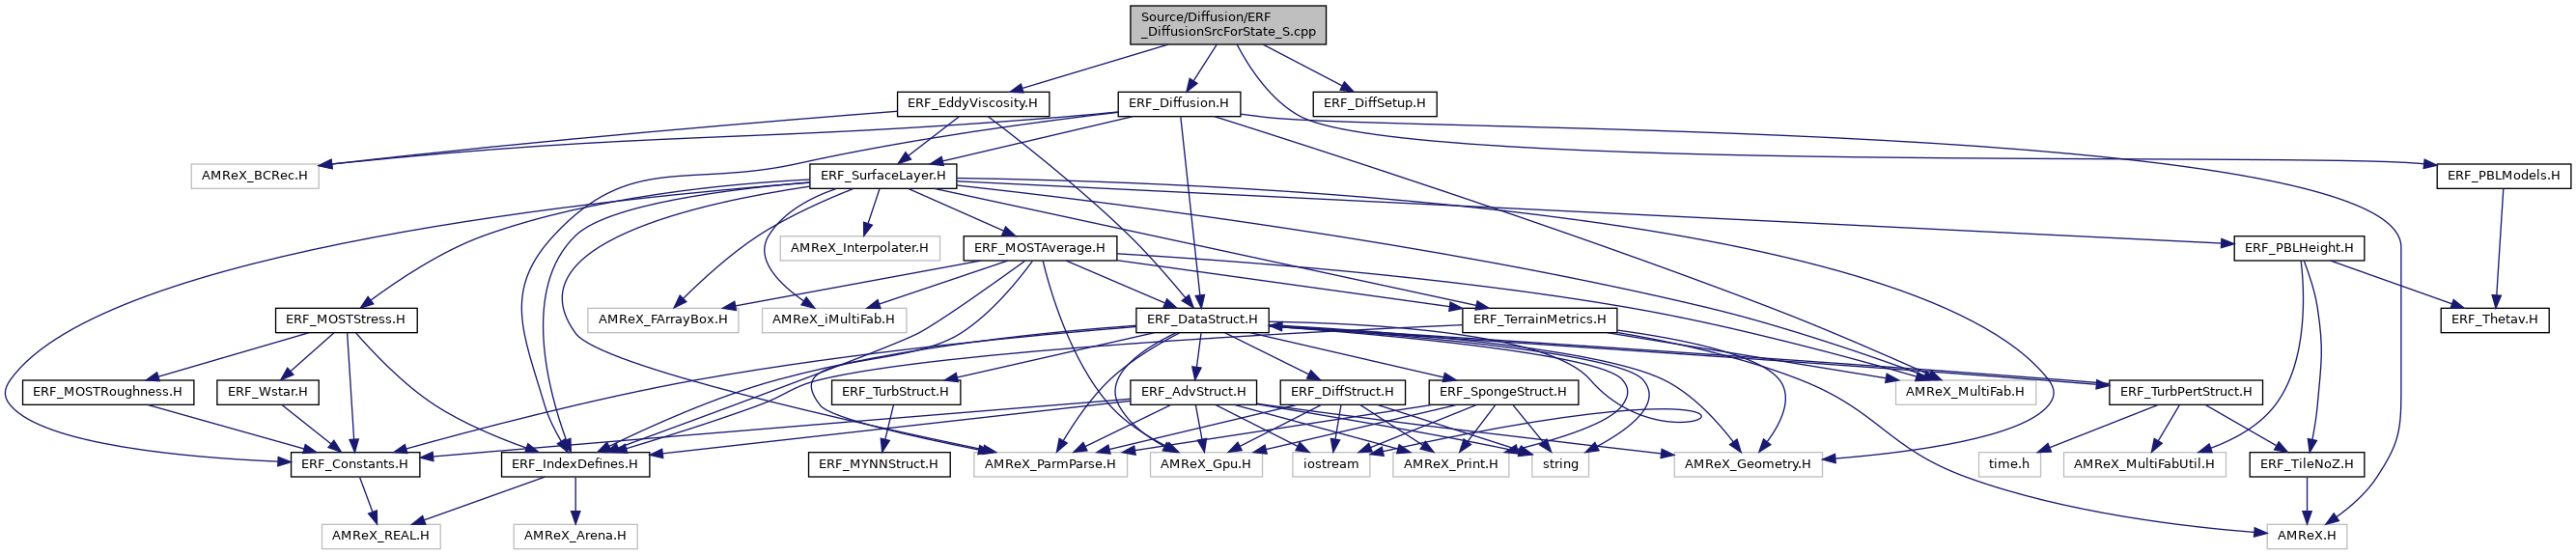 Source/Diffusion/ERF
_DiffusionSrcForState_S.cpp
ERF_EddyViscosity.H
ERF_Diffusion.H
ERF_DiffSetup.H
AMReX_BCRec.H
ERF_SurfaceLayer.H
ERF_PBLModels.H
AMReX_Interpolater.H
ERF_MOSTAverage.H
ERF_PBLHeight.H
ERF_MOSTStress.H
AMReX_FArrayBox.H
AMReX_iMultiFab.H
ERF_DataStruct.H
ERF_TerrainMetrics.H
ERF_Thetav.H
ERF_MOSTRoughness.H
ERF_Wstar.H
ERF_TurbStruct.H
ERF_AdvStruct.H
ERF_DiffStruct.H
ERF_SpongeStruct.H
AMReX_MultiFab.H
ERF_TurbPertStruct.H
ERF_Constants.H
ERF_IndexDefines.H
ERF_MYNNStruct.H
AMReX_ParmParse.H
AMReX_Gpu.H
iostream
AMReX_Print.H
string
AMReX_Geometry.H
time.h
AMReX_MultiFabUtil.H
ERF_TileNoZ.H
AMReX_REAL.H
AMReX_Arena.H
AMReX.H